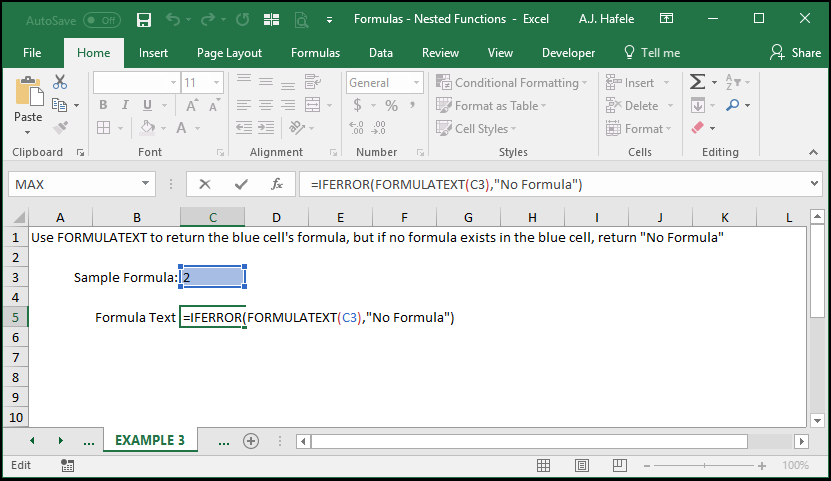 AutoSave Off Formulas - Nested Functions - Excel A.J. Hafele
File Home Insert Page Layout Formulas Data Review View Developer Tell me Share
11 General Conditional Formatting Insert
Paste B I U A A $ % , Format as Table Delete
A Cell Styles Format
Clipboard Font Alignment Number Styles Cells Editing
MAX =IFERROR(FORMULATEXT(C3),"No Formula")
A B C D E F G H I J K L
1 Use FORMULATEXT to return the blue cell's formula, but if no formula exists in the blue cell, return "No Formula"
2
3 Sample Formula: 2
4
5 Formula Text =IFERROR(FORMULATEXT(C3),"No Formula")
6
7
8
9
10
... EXAMPLE 3 ...
Edit 100%